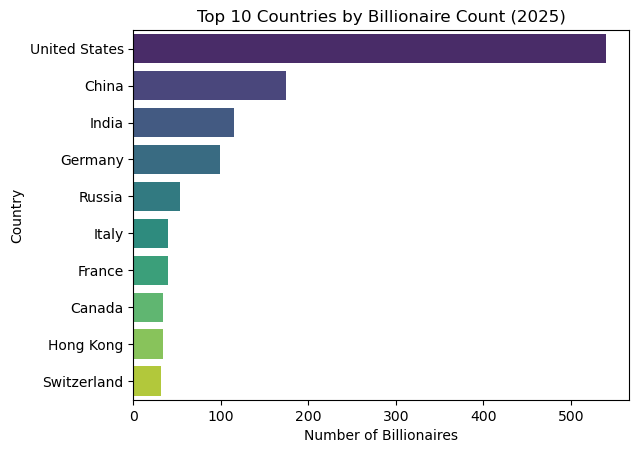 Top 10 Countries by Billionaire Count (2025)
Country
United States
China
India
Germany
Russia
Italy
France
Canada
Hong Kong
Switzerland
0 100 200 300 400 500
Number of Billionaires